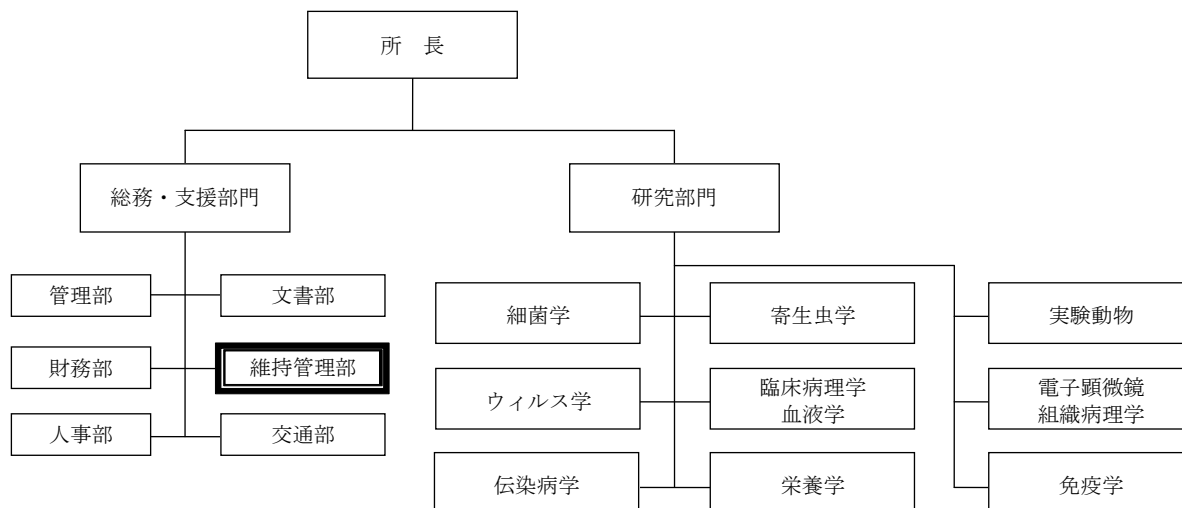 所　長
総務・支援部門
研究部門
管理部
文書部
財務部
維持管理部
人事部
交通部
細菌学
寄生虫学
実験動物
ウィルス学
臨床病理学
血液学
電子顕微鏡
組織病理学
伝染病学
栄養学
免疫学